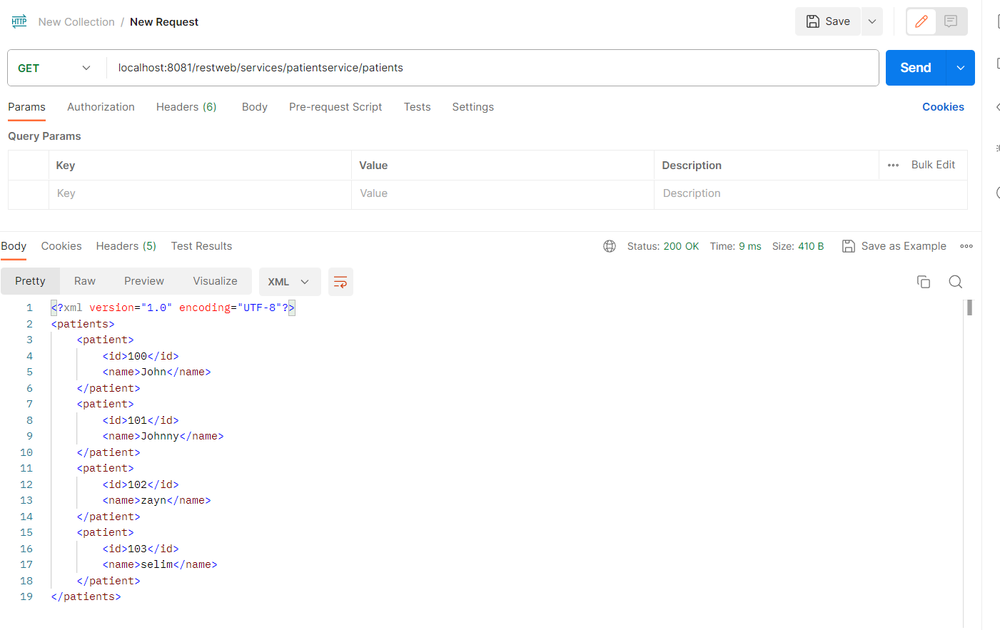 HTTP New Collection / New Request Save
GET localhost:8081/restweb/services/patientservice/patients Send
Params Authorization Headers (6) Body Pre-request Script Tests Settings Cookies
Query Params
Key Value Description ••• Bulk Edit
Key Value Description
Body Cookies Headers (5) Test Results Status: 200 OK Time: 9 ms Size: 410 B Save as Example •••
Pretty Raw Preview Visualize XML
1 <?xml version="1.0" encoding="UTF-8"?>
2 <patients>
3 <patient>
4 <id>100</id>
5 <name>John</name>
6 </patient>
7 <patient>
8 <id>101</id>
9 <name>Johnny</name>
10 </patient>
11 <patient>
12 <id>102</id>
13 <name>zayn</name>
14 </patient>
15 <patient>
16 <id>103</id>
17 <name>selim</name>
18 </patient>
19 </patients>